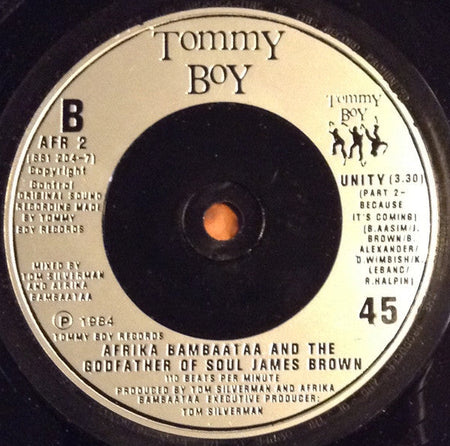 Tommy
Boy
B
AFR 2
(881 204-7)
Copyright
Control
ORIGINAL SOUND
RECORDING MADE
BY TOMMY
BOY RECORDS
MIXED BY
TOM SILVERMAN
AND AFRIKA
BAMBAATAA
Ⓟ 1984
TOMMY BOY RECORDS
Tommy
Boy
UNITY (3.30)
(PART 2-
BECAUSE
IT'S COMING)
(B.AASIM/J.
BROWN/B.
ALEXANDER/
D.WIMBISH/K.
LEBANC/
R.HALPIN)
45
AFRIKA BAMBAATAA AND THE
GODFATHER OF SOUL JAMES BROWN
110 BEATS PER MINUTE
PRODUCED BY TOM SILVERMAN AND AFRIKA
BAMBAATAA. EXECUTIVE PRODUCER:
TOM SILVERMAN